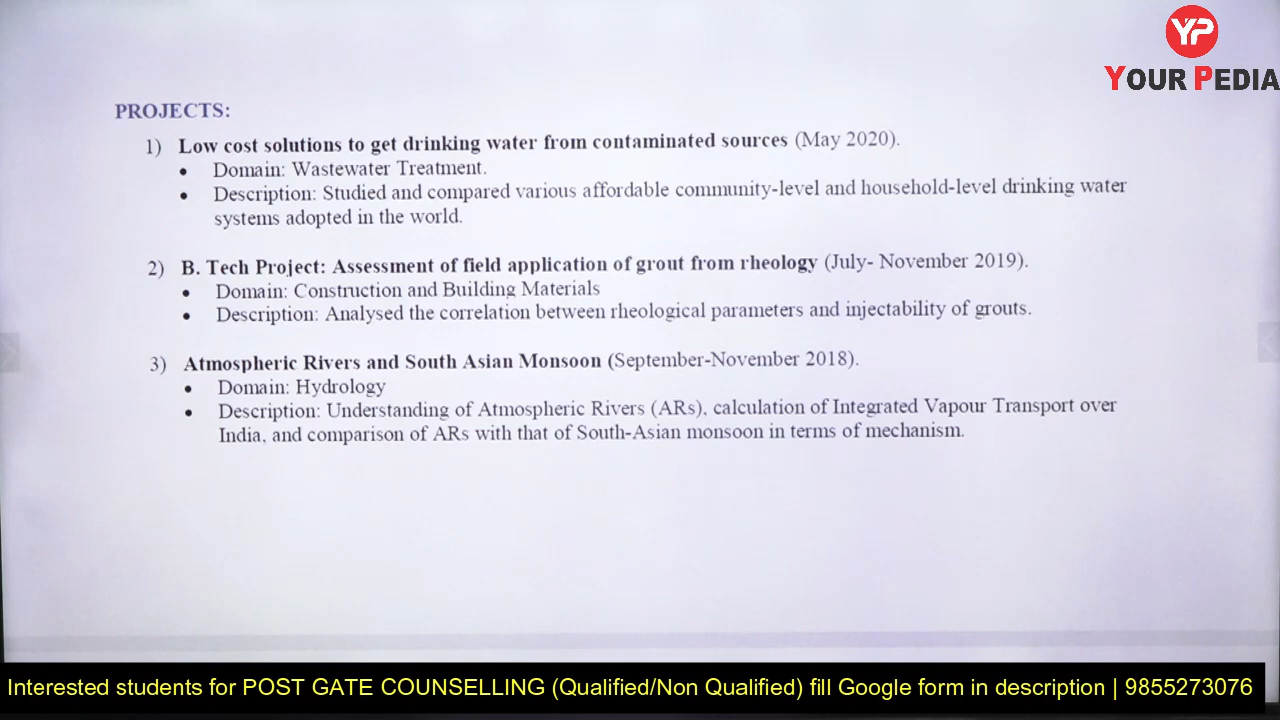 YP
YOUR PEDIA
PROJECTS:
1) Low cost solutions to get drinking water from contaminated sources (May 2020).
• Domain: Wastewater Treatment.
• Description: Studied and compared various affordable community-level and household-level drinking water
systems adopted in the world.
2) B. Tech Project: Assessment of field application of grout from rheology (July- November 2019).
• Domain: Construction and Building Materials
• Description: Analysed the correlation between rheological parameters and injectability of grouts.
3) Atmospheric Rivers and South Asian Monsoon (September-November 2018).
• Domain: Hydrology
• Description: Understanding of Atmospheric Rivers (ARs), calculation of Integrated Vapour Transport over
India, and comparison of ARs with that of South-Asian monsoon in terms of mechanism.
Interested students for POST GATE COUNSELLING (Qualified/Non Qualified) fill Google form in description | 9855273076